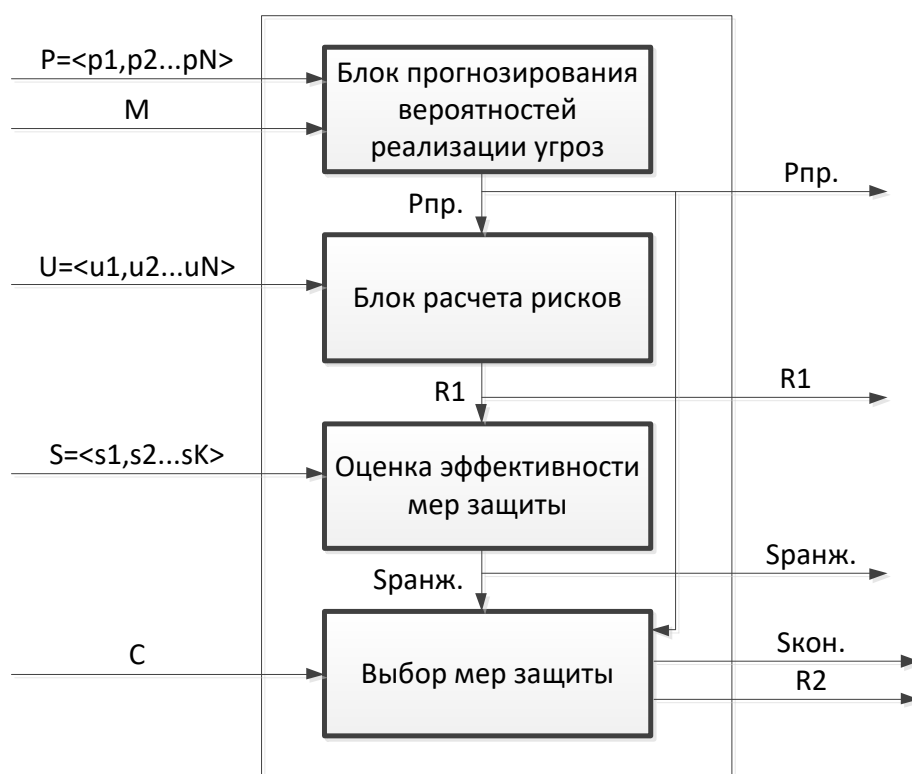 P=<p1,p2...pN>
M
Блок прогнозирования
вероятностей
реализации угроз
Pпр.
Pпр.
U=<u1,u2...uN>
Блок расчета рисков
R1
R1
S=<s1,s2...sK>
Оценка эффективности
мер защиты
Sранж.
Sранж.
C
Выбор мер защиты
Sкон.
R2